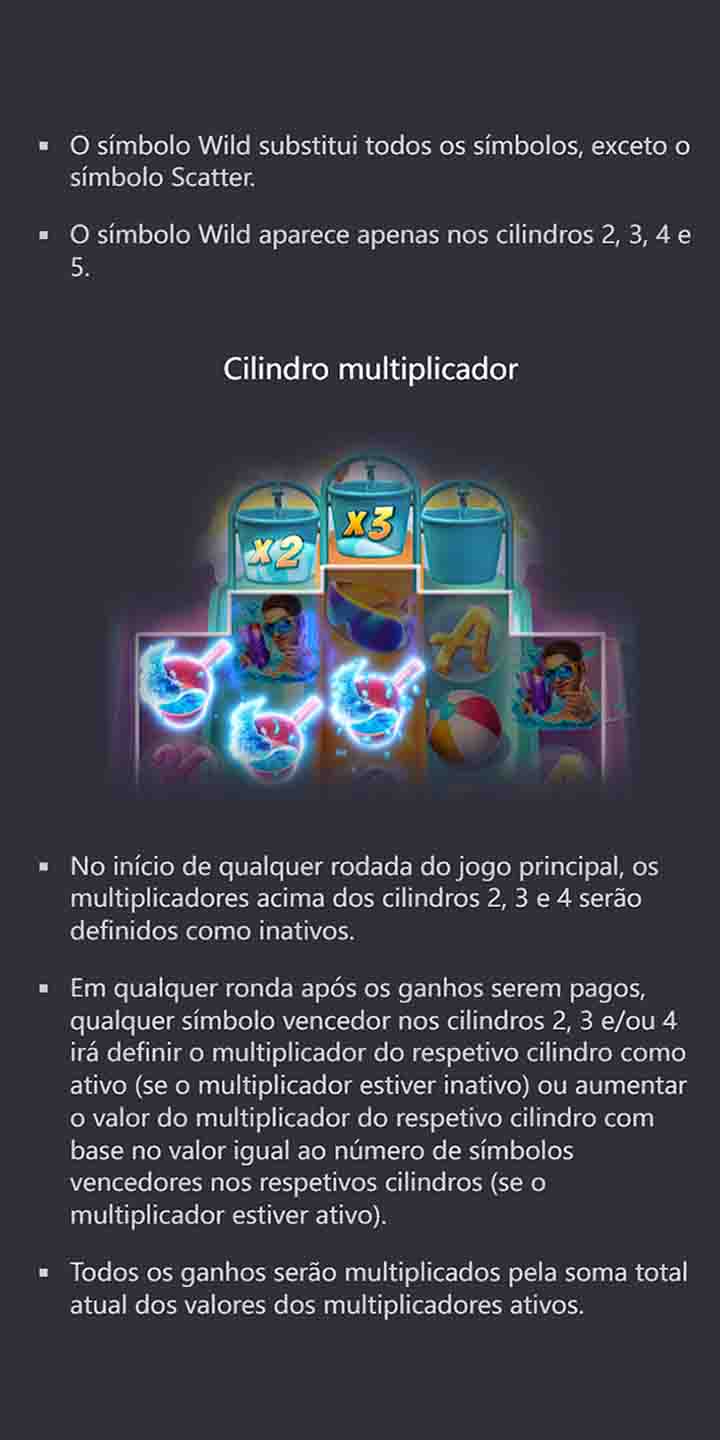 ▪ O símbolo Wild substitui todos os símbolos, exceto o
símbolo Scatter.
▪ O símbolo Wild aparece apenas nos cilindros 2, 3, 4 e
5.
Cilindro multiplicador
x2 x3
A
▪ No início de qualquer rodada do jogo principal, os
multiplicadores acima dos cilindros 2, 3 e 4 serão
definidos como inativos.
▪ Em qualquer ronda após os ganhos serem pagos,
qualquer símbolo vencedor nos cilindros 2, 3 e/ou 4
irá definir o multiplicador do respetivo cilindro como
ativo (se o multiplicador estiver inativo) ou aumentar
o valor do multiplicador do respetivo cilindro com
base no valor igual ao número de símbolos
vencedores nos respetivos cilindros (se o
multiplicador estiver ativo).
▪ Todos os ganhos serão multiplicados pela soma total
atual dos valores dos multiplicadores ativos.